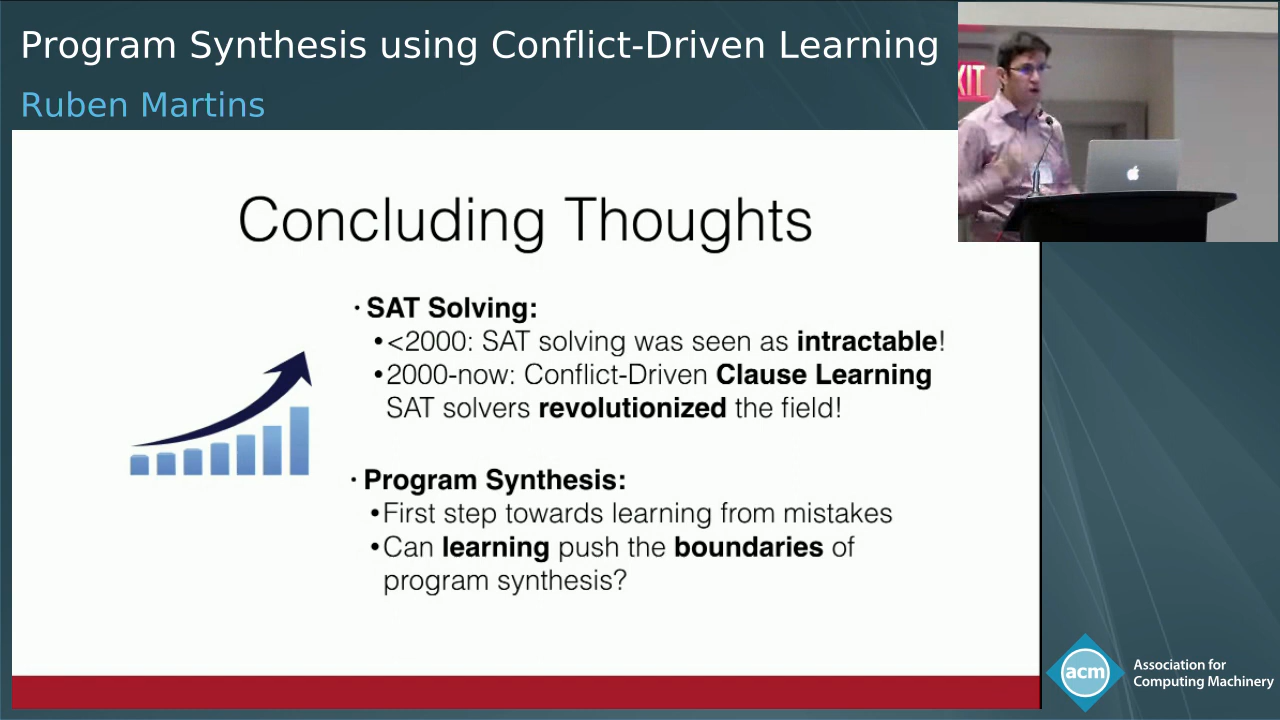 Program Synthesis using Conflict-Driven Learning
Ruben Martins
XIT
Concluding Thoughts
· SAT Solving:
•<2000: SAT solving was seen as intractable!
•2000-now: Conflict-Driven Clause Learning
SAT solvers revolutionized the field!
· Program Synthesis:
•First step towards learning from mistakes
•Can learning push the boundaries of
program synthesis?
acm
Association for
Computing Machinery